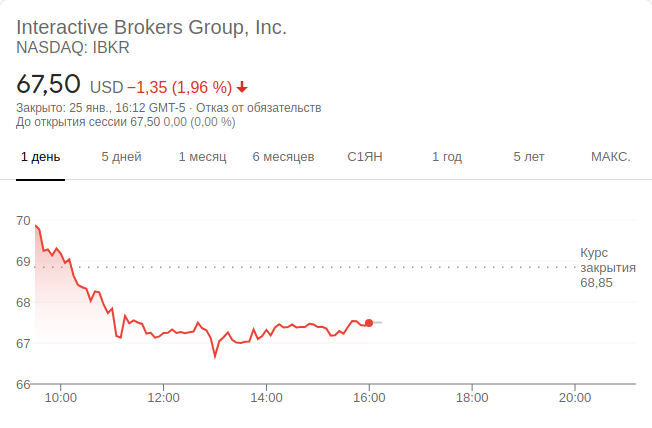 Interactive Brokers Group, Inc.
NASDAQ: IBKR
67,50 USD −1,35 (1,96 %)
Закрыто: 25 янв., 16:12 GMT-5 · Отказ от обязательств
До открытия сессии 67,50 0,00 (0,00 %)
1 день 5 дней 1 месяц 6 месяцев С1ЯН 1 год 5 лет МАКС.
70
69
68
67
66
Курс
закрытия
68,85
10:00 12:00 14:00 16:00 18:00 20:00